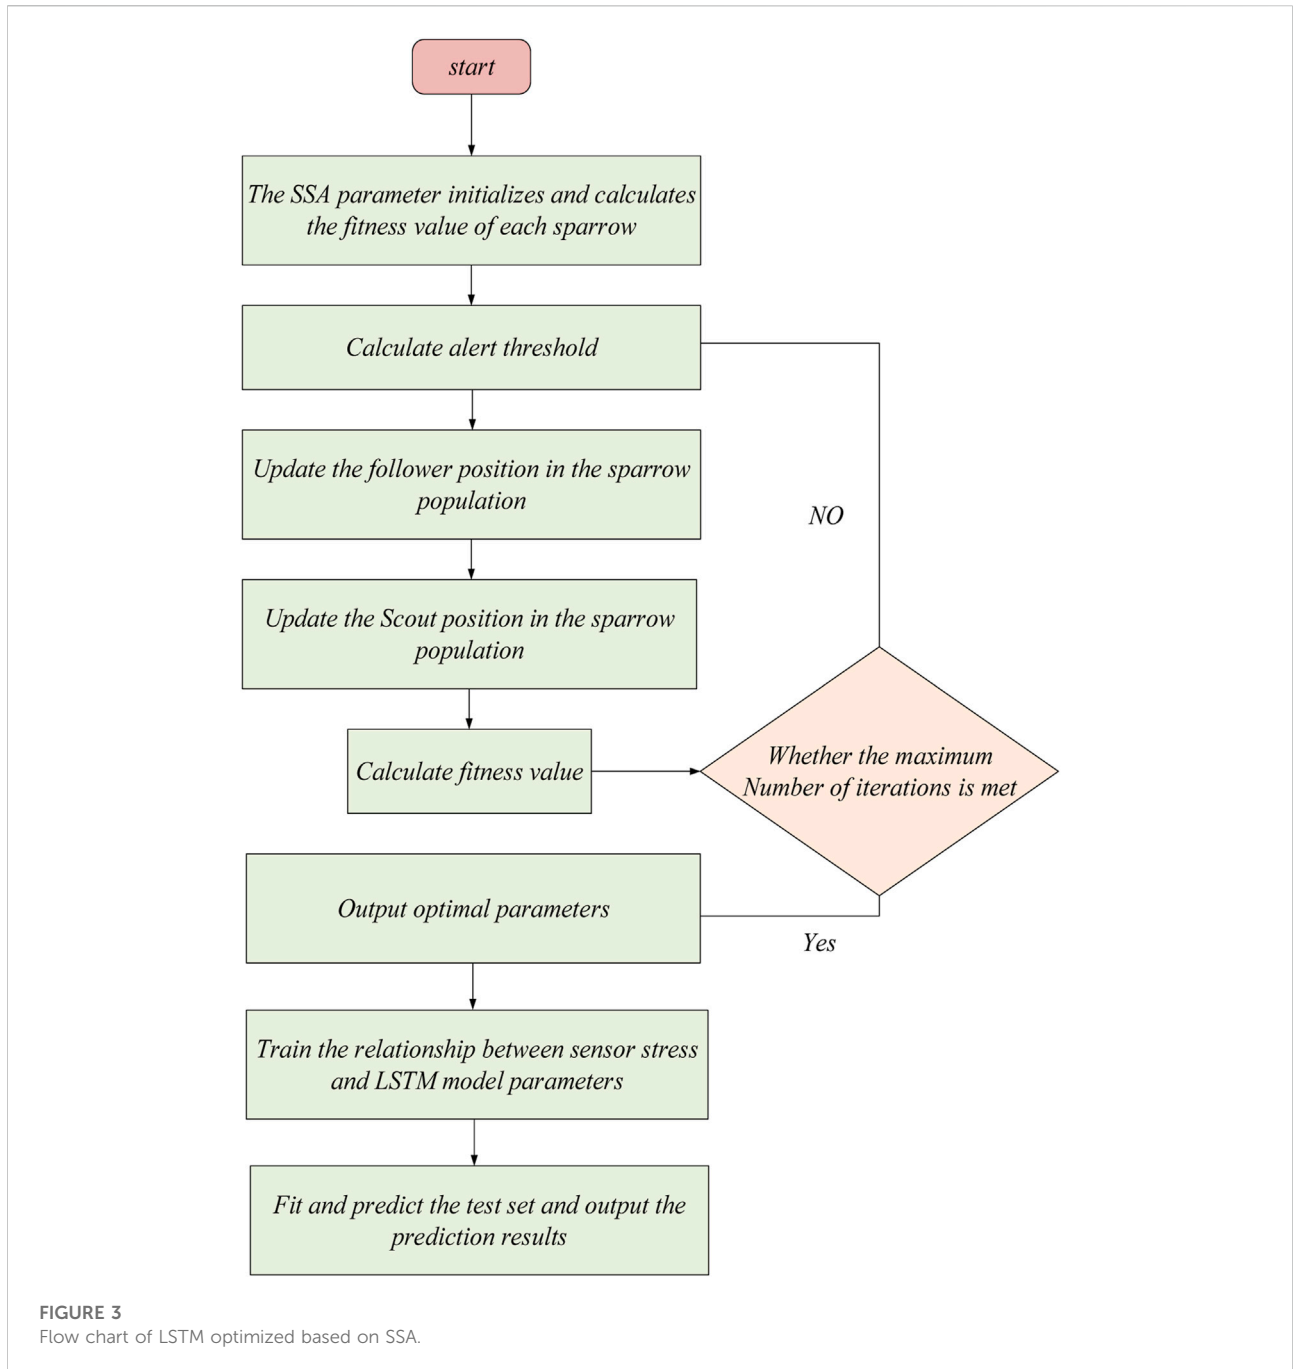 start
The SSA parameter initializes and calculates
the fitness value of each sparrow
Calculate alert threshold
Update the follower position in the sparrow
population
NO
Update the Scout position in the sparrow
population
Calculate fitness value
Whether the maximum
Number of iterations is met
Output optimal parameters
Yes
Train the relationship between sensor stress
and LSTM model parameters
Fit and predict the test set and output the
prediction results
FIGURE 3
Flow chart of LSTM optimized based on SSA.